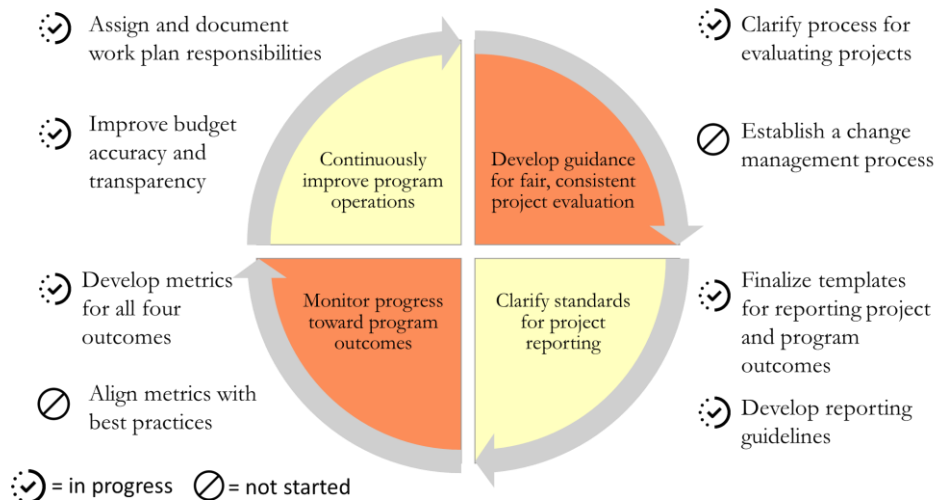 Assign and document
work plan responsibilities
Improve budget
accuracy and
transparency
Continuously
improve program
operations
Develop guidance
for fair, consistent
project evaluation
Clarify process for
evaluating projects
Establish a change
management process
Develop metrics
for all four
outcomes
Align metrics with
best practices
Monitor progress
toward program
outcomes
Clarify standards
for project
reporting
Finalize templates
for reporting project
and program
outcomes
Develop reporting
guidelines
= in progress
= not started